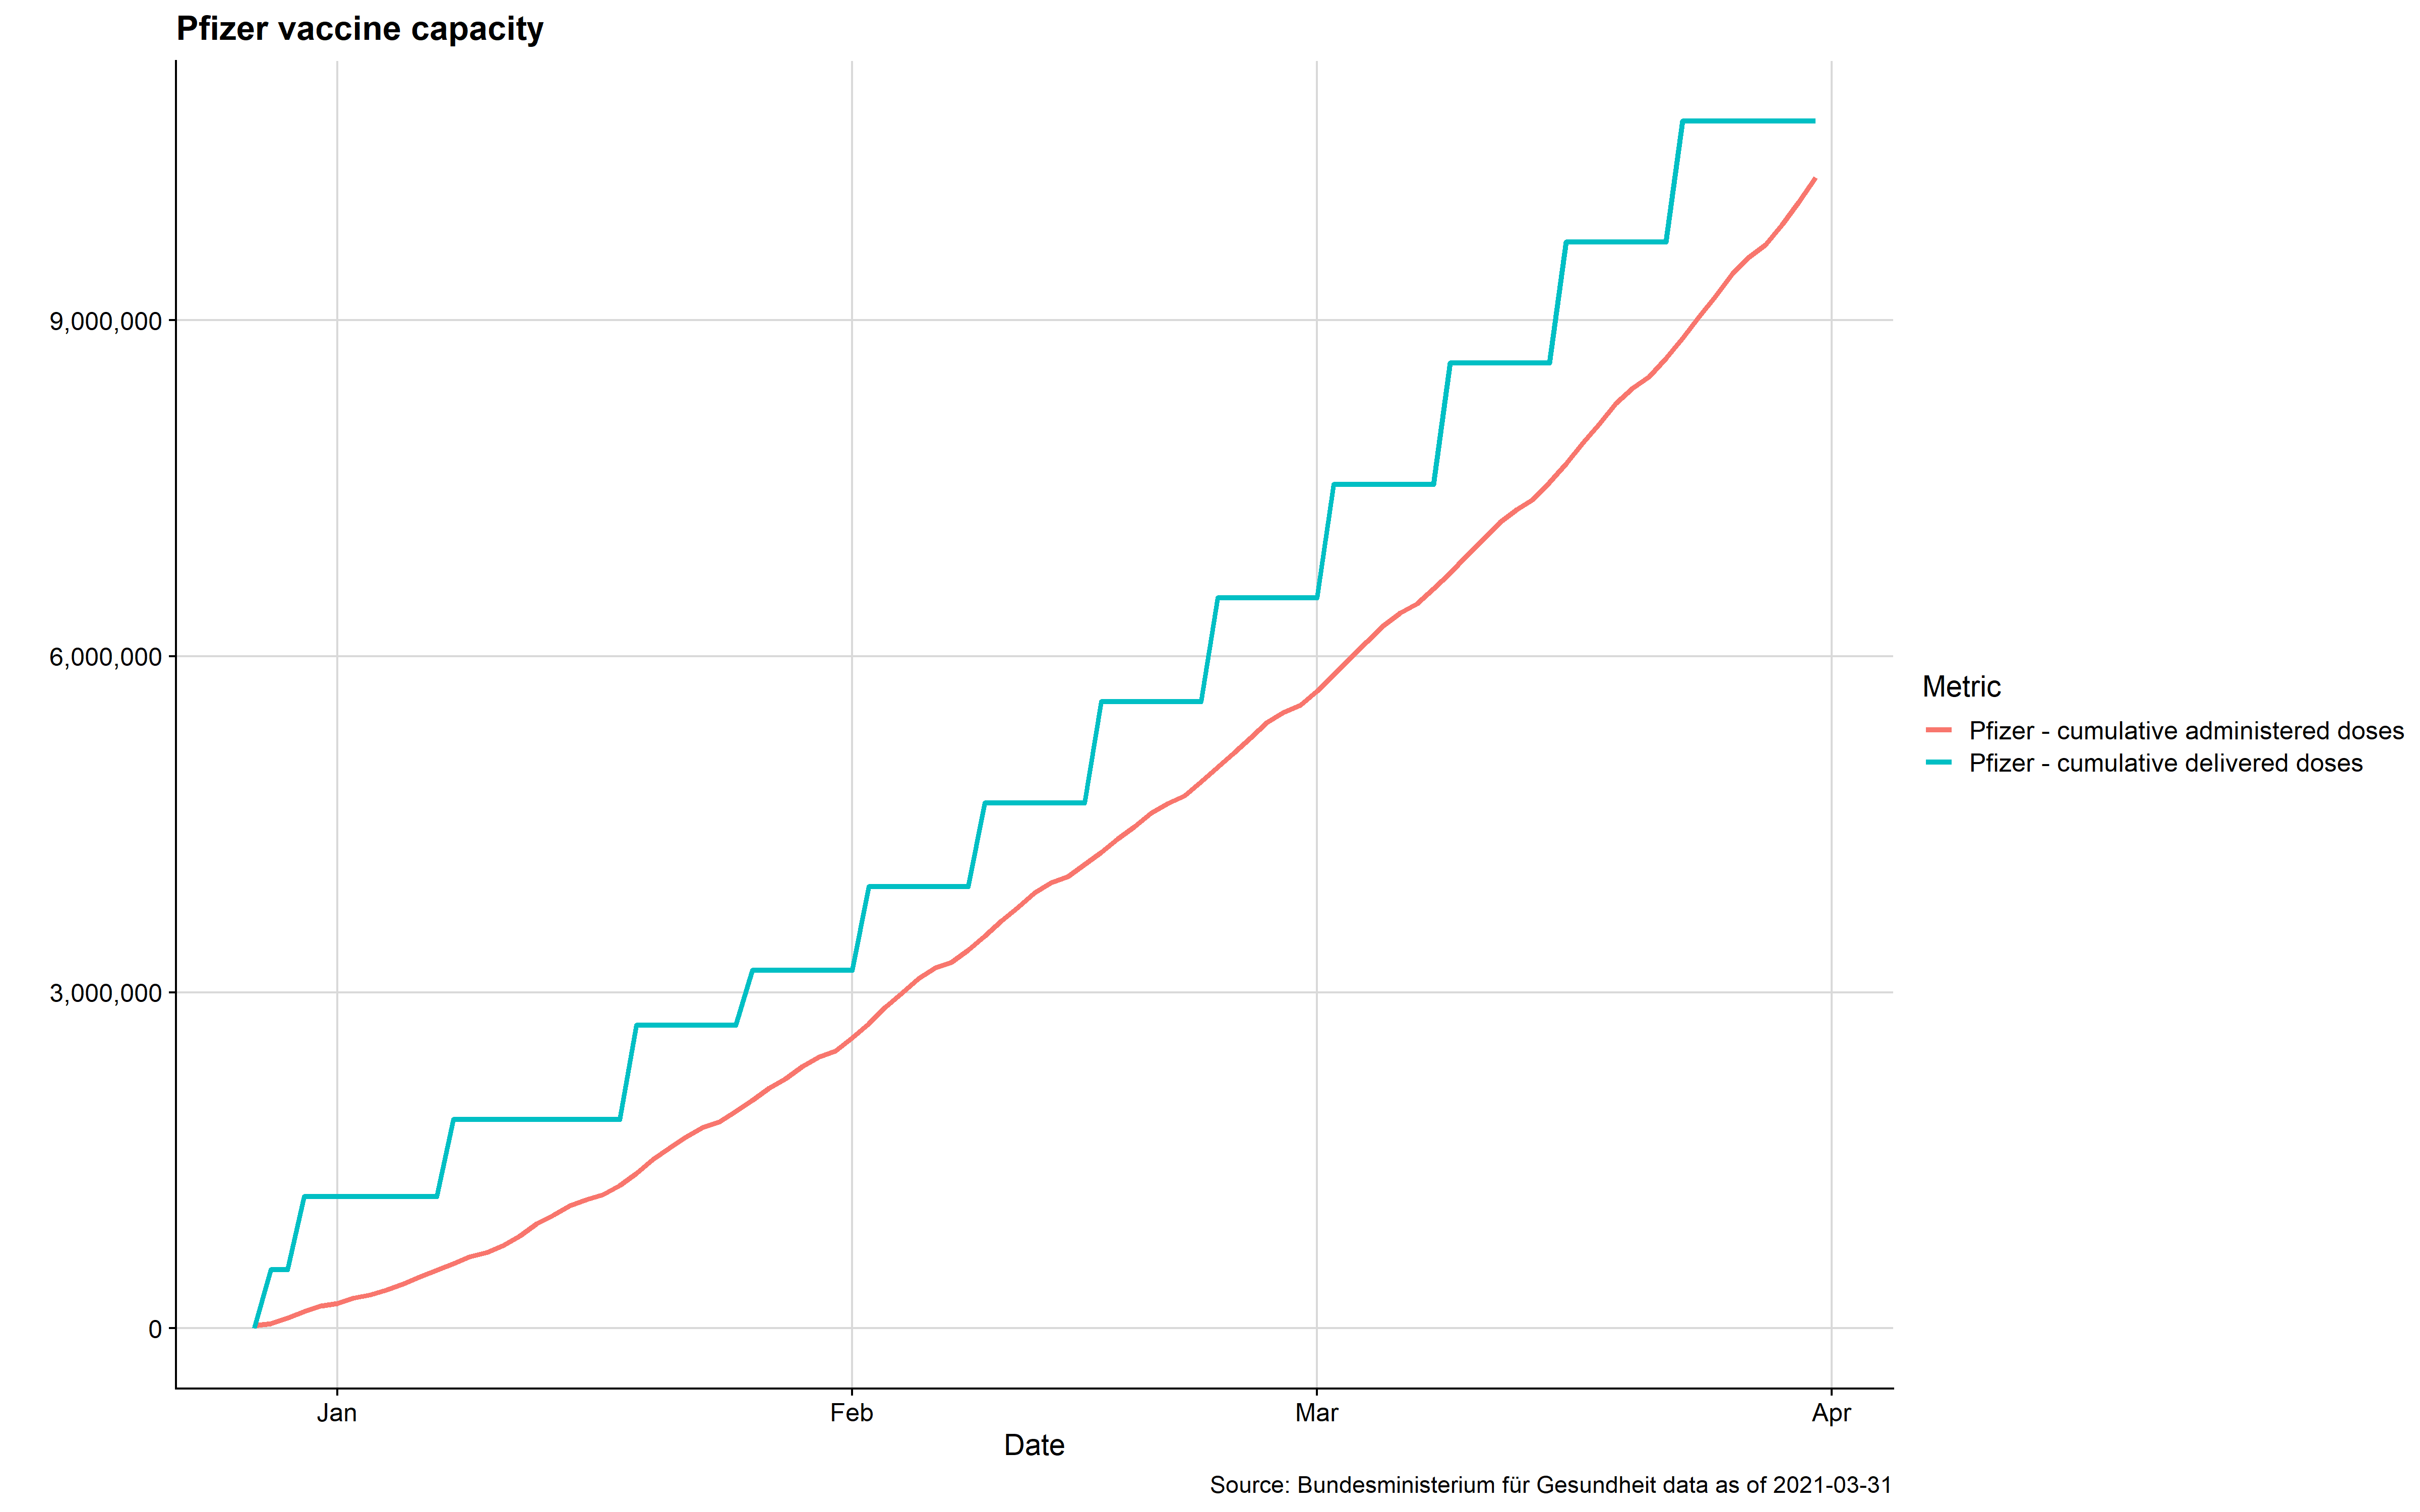 Pfizer vaccine capacity
9,000,000
6,000,000
3,000,000
0
Jan Feb Mar Apr
Date
Metric
Pfizer - cumulative administered doses
Pfizer - cumulative delivered doses
Source: Bundesministerium für Gesundheit data as of 2021-03-31